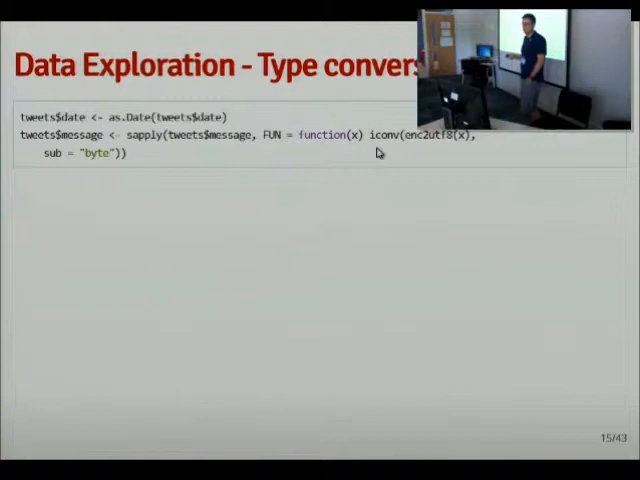 Data Exploration - Type convers
tweets$date <- as.Date(tweets$date)
tweets$message <- sapply(tweets$message, FUN = function(x) iconv(enc2utf8(x),
sub = "byte"))
15/43